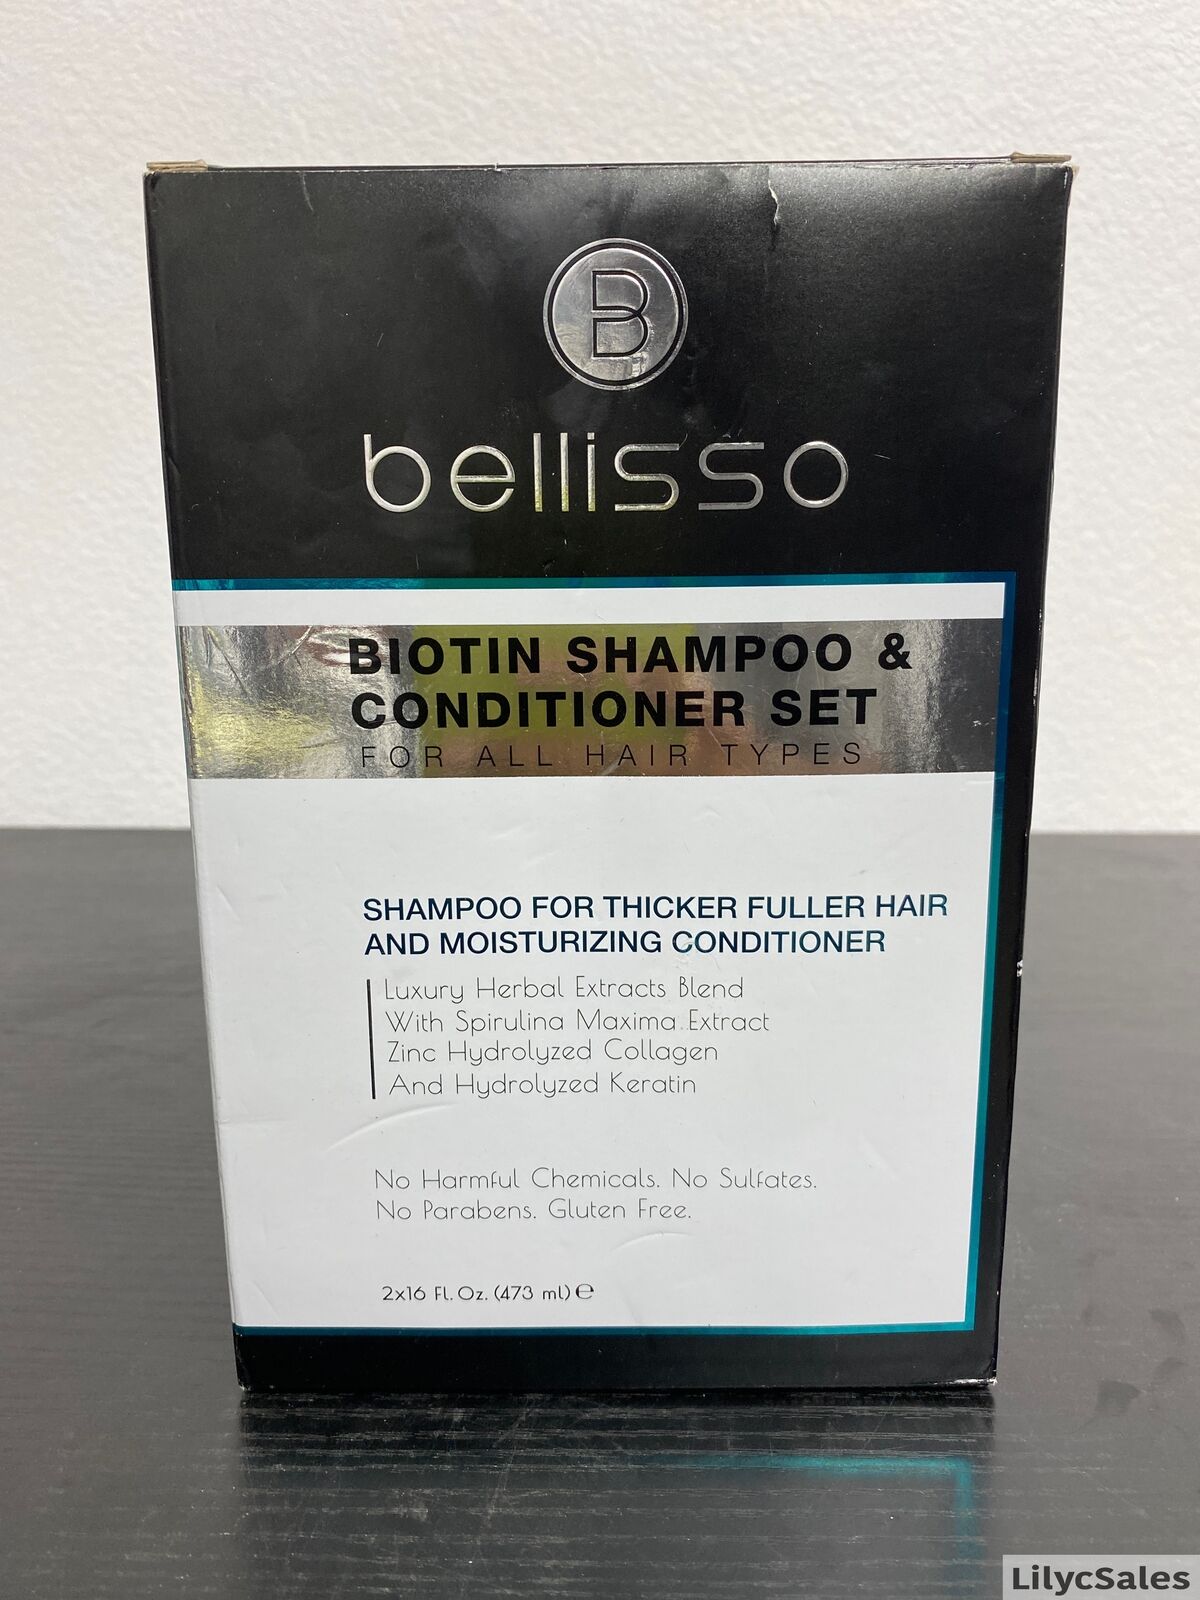 B
bellisso
BIOTIN SHAMPOO &
CONDITIONER SET
FOR ALL HAIR TYPES
SHAMPOO FOR THICKER FULLER HAIR
AND MOISTURIZING CONDITIONER
Luxury Herbal Extracts Blend
With Spirulina Maxima Extract
Zinc Hydrolyzed Collagen
And Hydrolyzed Keratin
No Harmful Chemicals. No Sulfates.
No Parabens. Gluten Free.
2x16 Fl. Oz. (473 ml) ℮
LilycSales